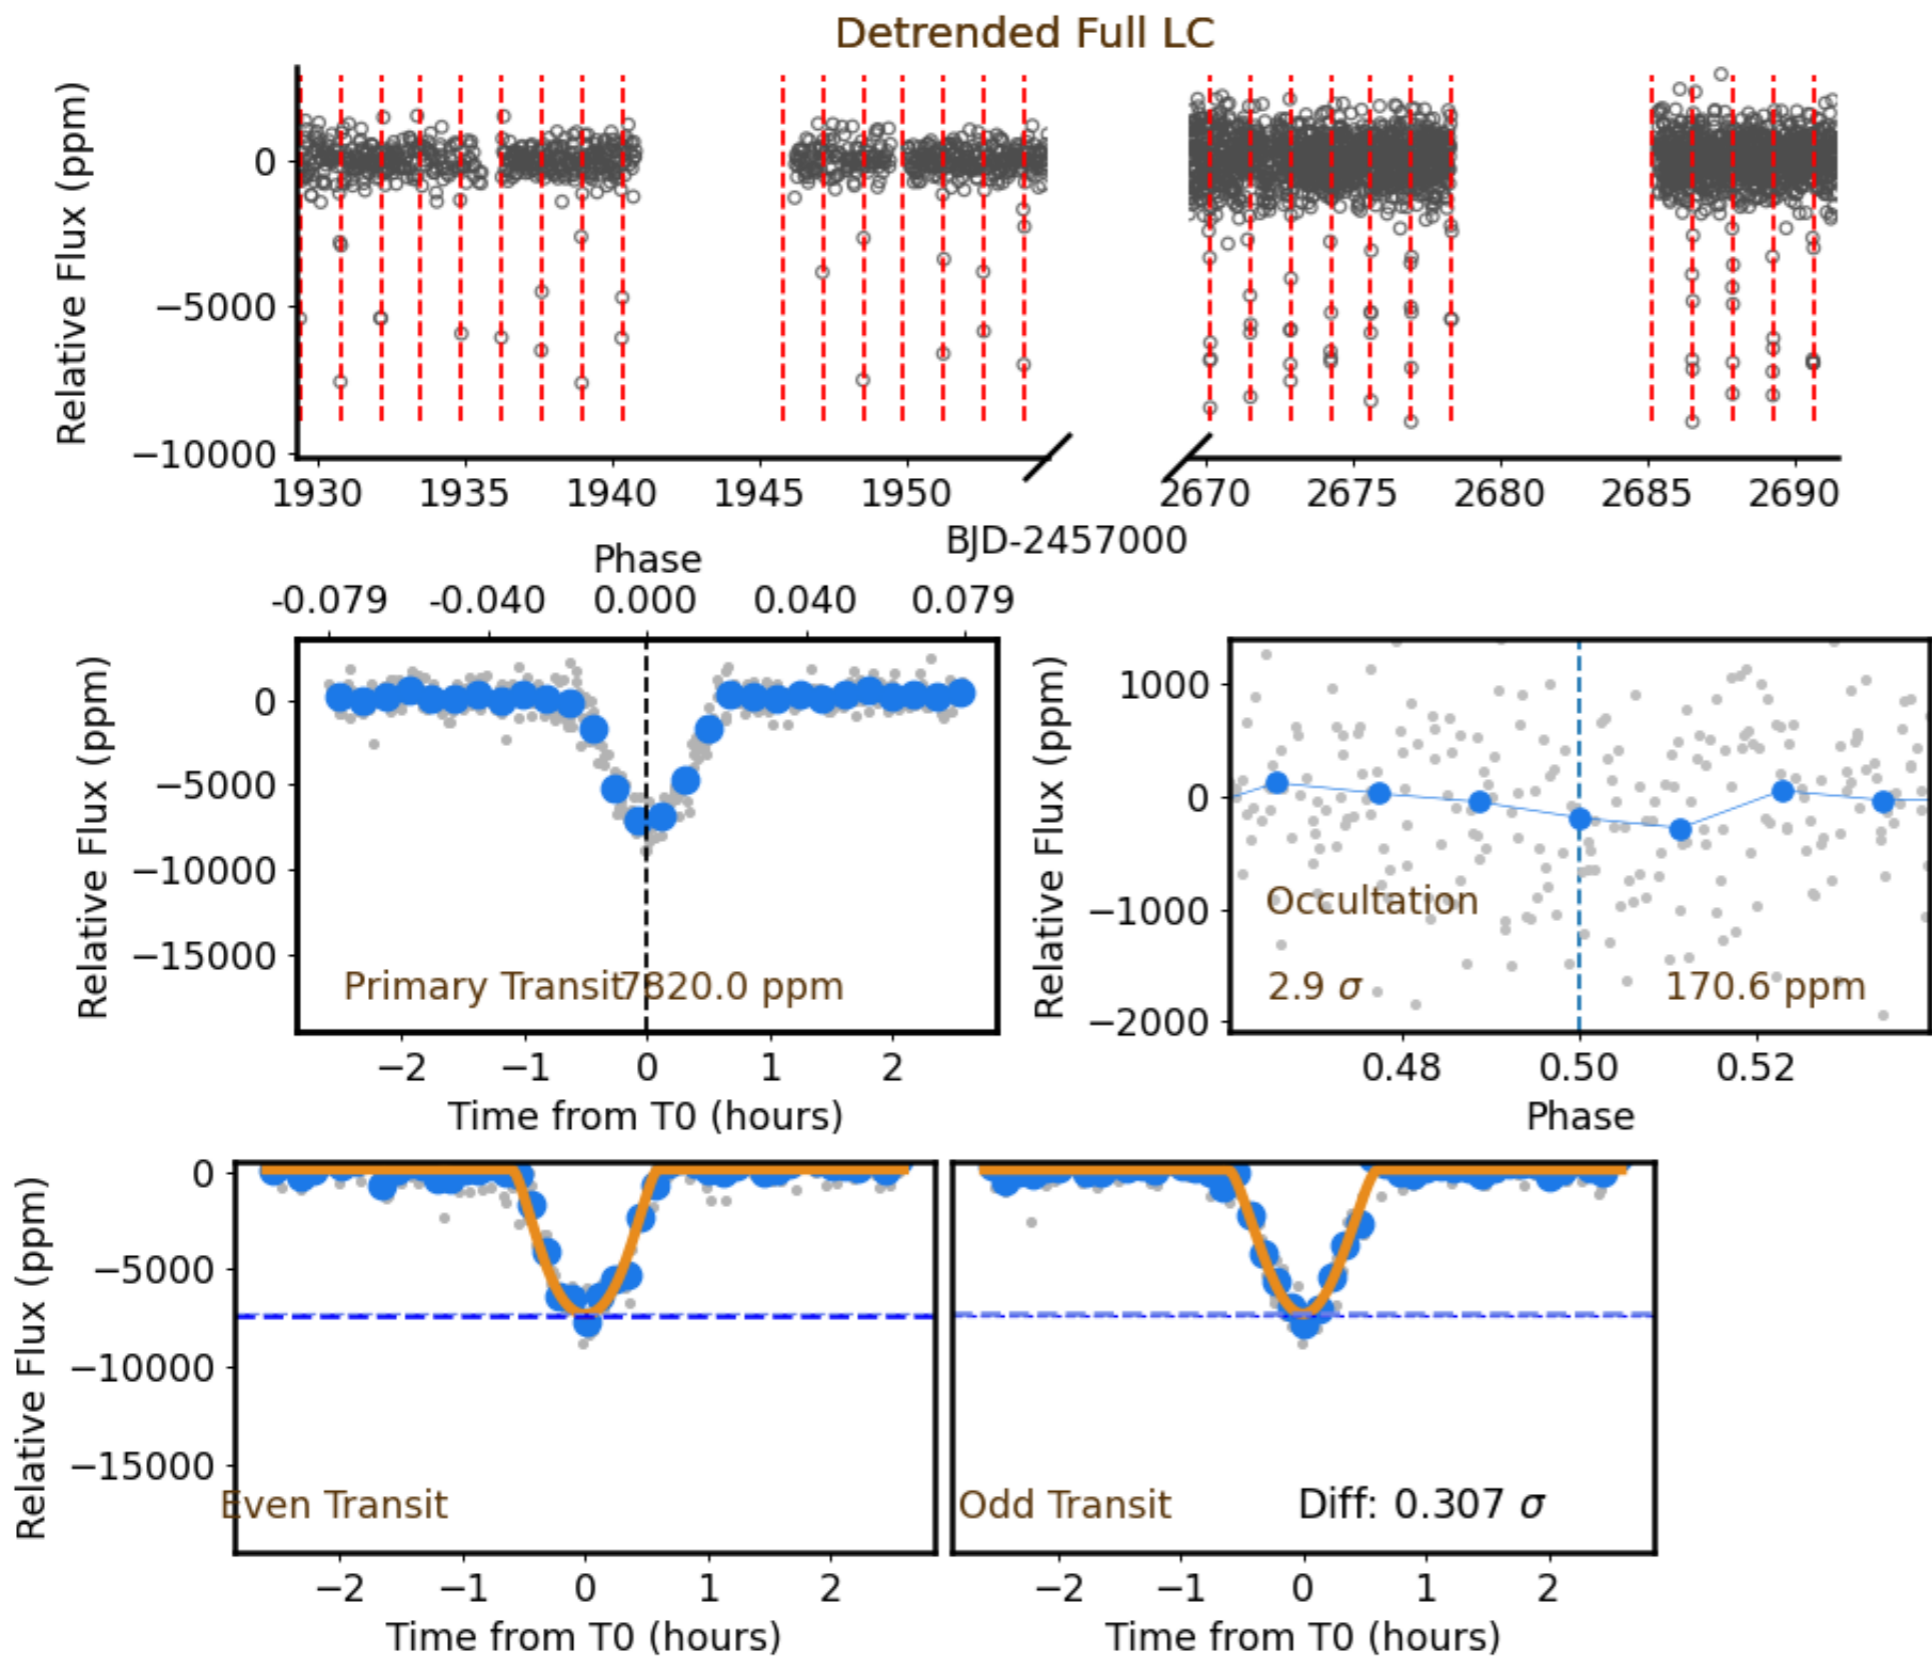 Detrended Full LC
Relative Flux (ppm)
0
−5000
−10000
1930 1935 1940 1945 1950 2670 2675 2680 2685 2690
BJD-2457000
Phase
-0.079 -0.040 0.000 0.040 0.079
Relative Flux (ppm)
0
−5000
−10000
−15000
Primary Transit 7820.0 ppm
−2 −1 0 1 2
Time from T0 (hours)
Relative Flux (ppm)
1000
0
−1000
−2000
Occultation
2.9 σ 170.6 ppm
0.48 0.50 0.52
Phase
Relative Flux (ppm)
0
−5000
−10000
−15000
Even Transit
−2 −1 0 1 2
Time from T0 (hours)
Odd Transit Diff: 0.307 σ
−2 −1 0 1 2
Time from T0 (hours)